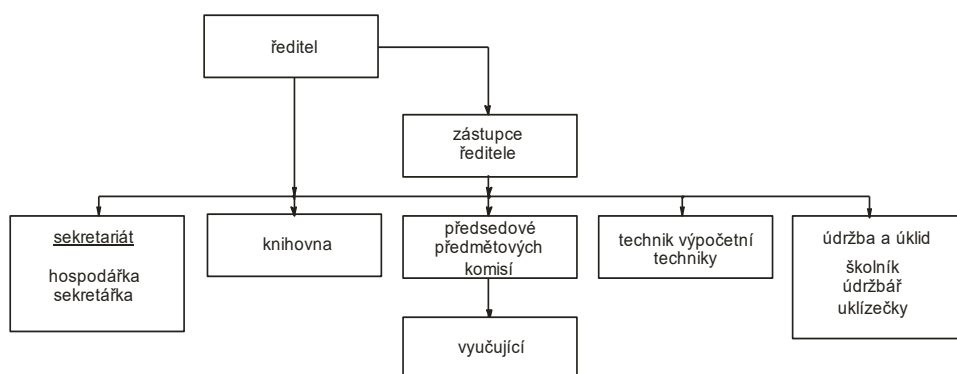 ředitel
zástupce
ředitele
sekretariát
hospodářka
sekretářka
knihovna
předsedové
předmětových
komisí
technik výpočetní
techniky
údržba a úklid
školník
údržbář
uklízečky
vyučující